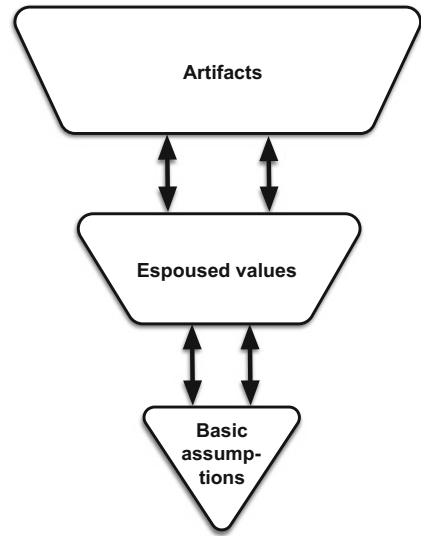 Artifacts
Espoused values
Basic
assump-
tions